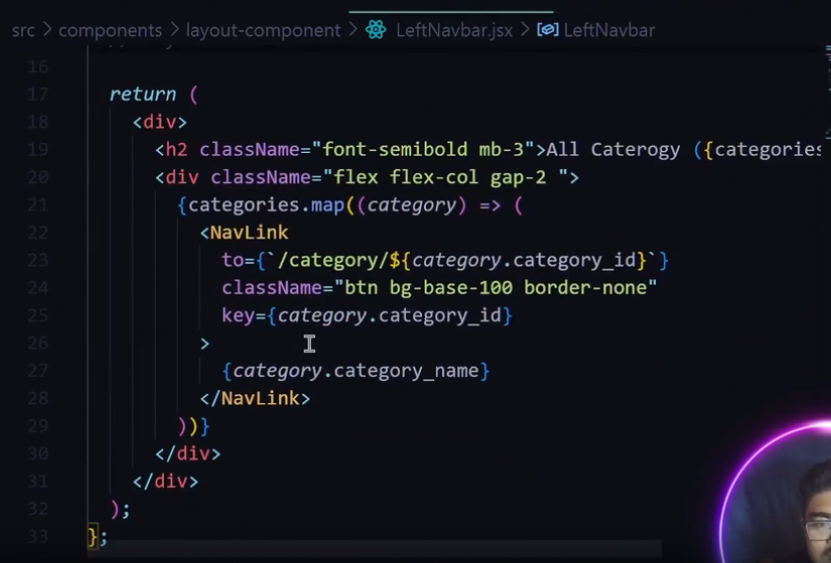 src > components > layout-component > LeftNavbar.jsx > LeftNavbar
16
17 return (
18 <div>
19 <h2 className="font-semibold mb-3">All Caterogy ({categories
20 <div className="flex flex-col gap-2 ">
21 {categories.map((category) => (
22 <NavLink
23 to={`/category/${category.category_id}`}
24 className="btn bg-base-100 border-none"
25 key={category.category_id}
26 >
27 {category.category_name}
28 </NavLink>
29 ))}
30 </div>
31 </div>
32 );
33 };